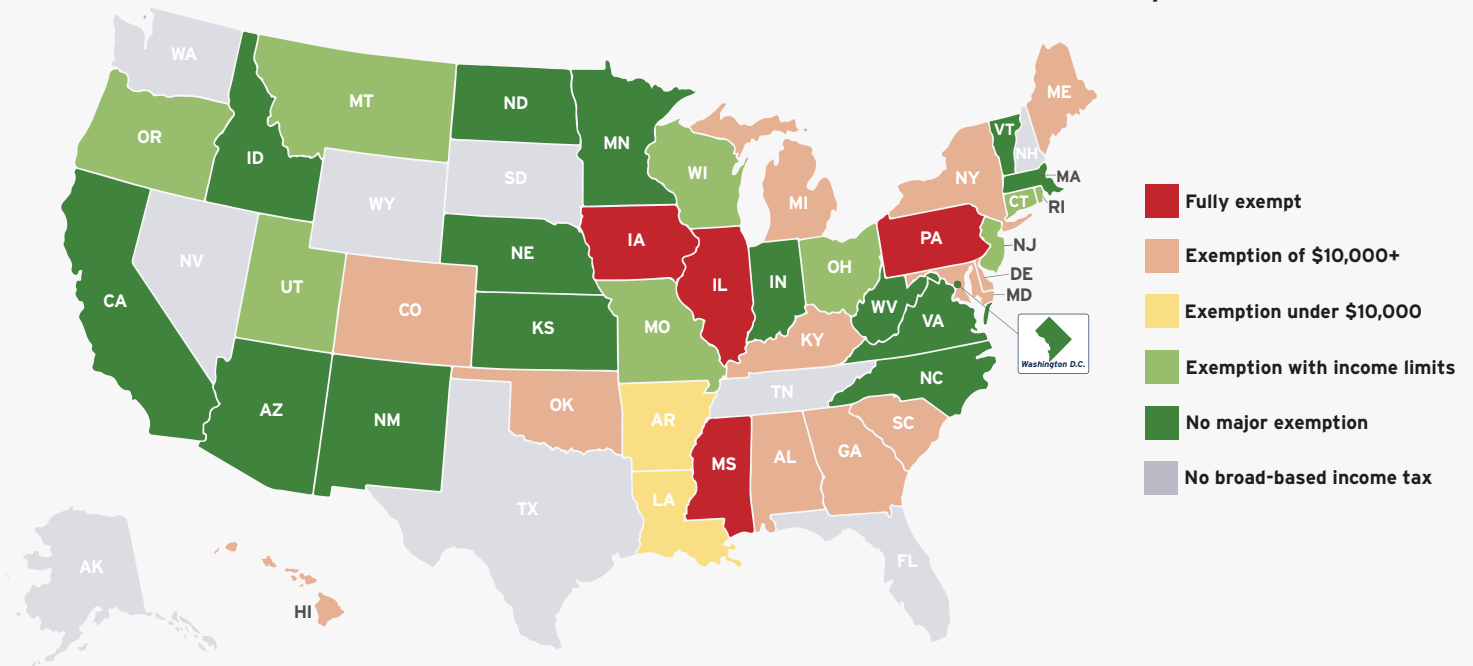 WA
MT
ND
ME
OR
ID
MN
VT
NH
WI
SD
NY
MA
WY
MI
CT
RI
Fully exempt
IA
PA
NJ
NV
NE
Exemption of $10,000+
UT
IL
IN
OH
DE
MD
CA
CO
WV
VA
Exemption under $10,000
KS
MO
KY
Washington D.C.
Exemption with income limits
TN
NC
AZ
NM
OK
AR
SC
No major exemption
MS
AL
GA
No broad-based income tax
LA
TX
AK
FL
HI